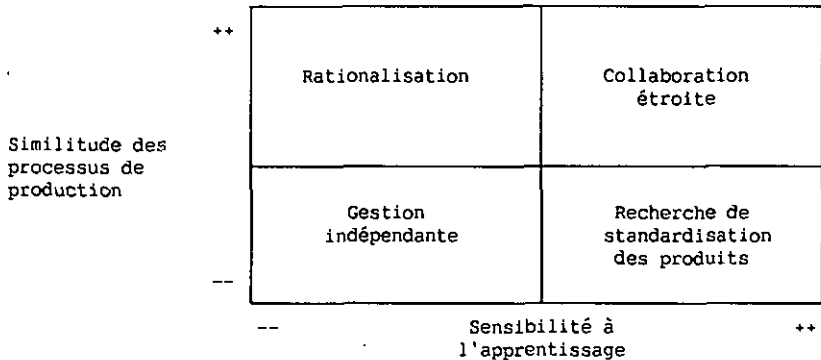 ++
Rationalisation
Collaboration
étroite
Similitude des
processus de
production
Gestion
indépendante
Recherche de
standardisation
des produits
--
--
Sensibilité à
l'apprentissage
++